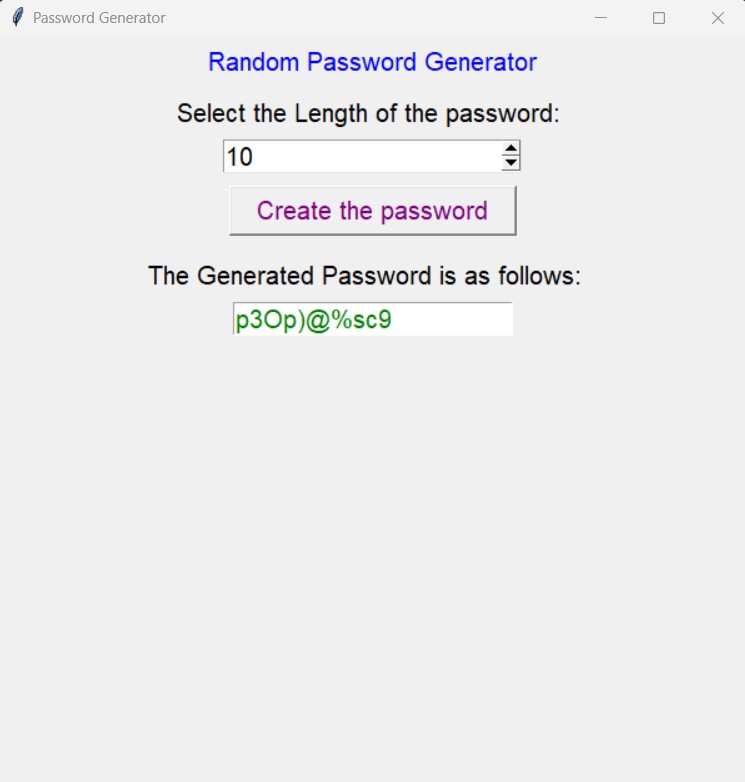 Password Generator
Random Password Generator
Select the Length of the password:
10
Create the password
The Generated Password is as follows:
p3Op)@%sc9